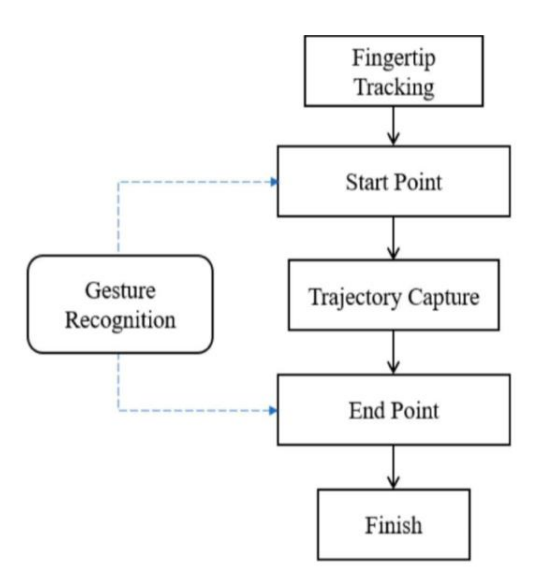 Fingertip
Tracking
Start Point
Gesture
Recognition
Trajectory Capture
End Point
Finish